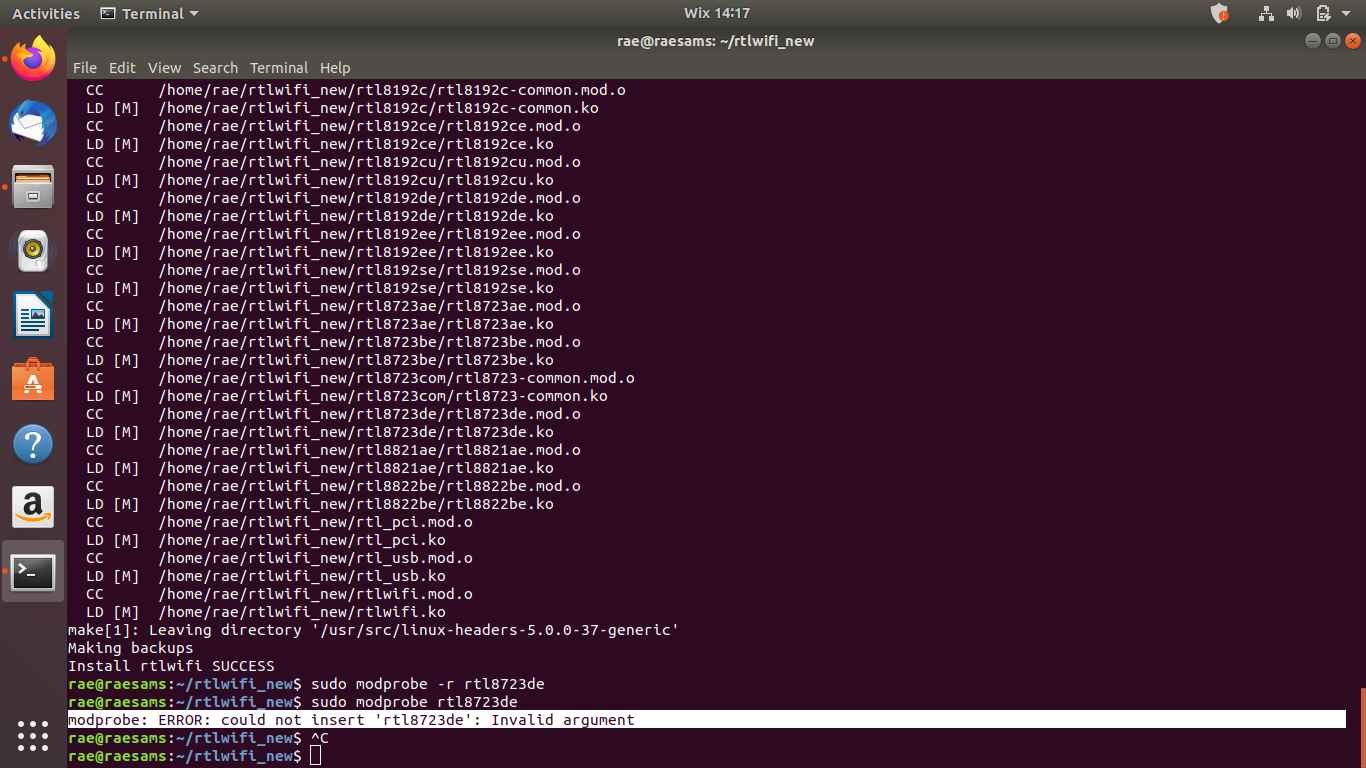 Activities Terminal Wix 14:17
rae@raesams: ~/rtlwifi_new
File Edit View Search Terminal Help
CC /home/rae/rtlwifi_new/rtl8192c/rtl8192c-common.mod.o
LD [M] /home/rae/rtlwifi_new/rtl8192c/rtl8192c-common.ko
CC /home/rae/rtlwifi_new/rtl8192ce/rtl8192ce.mod.o
LD [M] /home/rae/rtlwifi_new/rtl8192ce/rtl8192ce.ko
CC /home/rae/rtlwifi_new/rtl8192cu/rtl8192cu.mod.o
LD [M] /home/rae/rtlwifi_new/rtl8192cu/rtl8192cu.ko
CC /home/rae/rtlwifi_new/rtl8192de/rtl8192de.mod.o
LD [M] /home/rae/rtlwifi_new/rtl8192de/rtl8192de.ko
CC /home/rae/rtlwifi_new/rtl8192ee/rtl8192ee.mod.o
LD [M] /home/rae/rtlwifi_new/rtl8192ee/rtl8192ee.ko
CC /home/rae/rtlwifi_new/rtl8192se/rtl8192se.mod.o
LD [M] /home/rae/rtlwifi_new/rtl8192se/rtl8192se.ko
CC /home/rae/rtlwifi_new/rtl8723ae/rtl8723ae.mod.o
LD [M] /home/rae/rtlwifi_new/rtl8723ae/rtl8723ae.ko
CC /home/rae/rtlwifi_new/rtl8723be/rtl8723be.mod.o
LD [M] /home/rae/rtlwifi_new/rtl8723be/rtl8723be.ko
CC /home/rae/rtlwifi_new/rtl8723com/rtl8723-common.mod.o
LD [M] /home/rae/rtlwifi_new/rtl8723com/rtl8723-common.ko
CC /home/rae/rtlwifi_new/rtl8723de/rtl8723de.mod.o
LD [M] /home/rae/rtlwifi_new/rtl8723de/rtl8723de.ko
CC /home/rae/rtlwifi_new/rtl8821ae/rtl8821ae.mod.o
LD [M] /home/rae/rtlwifi_new/rtl8821ae/rtl8821ae.ko
CC /home/rae/rtlwifi_new/rtl8822be/rtl8822be.mod.o
LD [M] /home/rae/rtlwifi_new/rtl8822be/rtl8822be.ko
CC /home/rae/rtlwifi_new/rtl_pci.mod.o
LD [M] /home/rae/rtlwifi_new/rtl_pci.ko
CC /home/rae/rtlwifi_new/rtl_usb.mod.o
LD [M] /home/rae/rtlwifi_new/rtl_usb.ko
CC /home/rae/rtlwifi_new/rtlwifi.mod.o
LD [M] /home/rae/rtlwifi_new/rtlwifi.ko
make[1]: Leaving directory '/usr/src/linux-headers-5.0.0-37-generic'
Making backups
Install rtlwifi SUCCESS
rae@raesams:~/rtlwifi_new$ sudo modprobe -r rtl8723de
rae@raesams:~/rtlwifi_new$ sudo modprobe rtl8723de
modprobe: ERROR: could not insert 'rtl8723de': Invalid argument
rae@raesams:~/rtlwifi_new$ ^C
rae@raesams:~/rtlwifi_new$